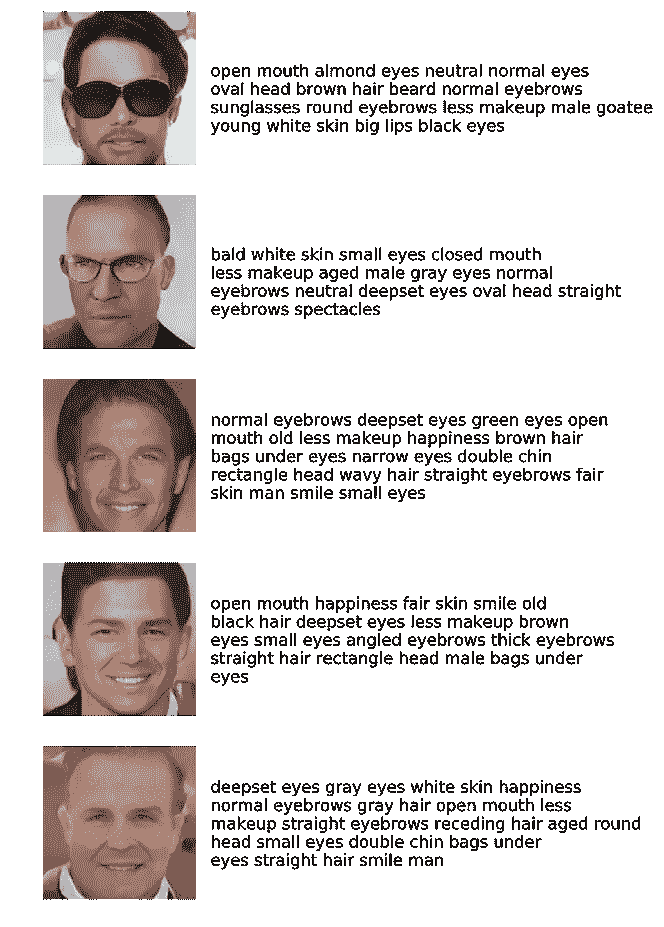 open mouth almond eyes neutral normal eyes
oval head brown hair beard normal eyebrows
sunglasses round eyebrows less makeup male goatee
young white skin big lips black eyes
bald white skin small eyes closed mouth
less makeup aged male gray eyes normal
eyebrows neutral deepset eyes oval head straight
eyebrows spectacles
normal eyebrows deepset eyes green eyes open
mouth old less makeup happiness brown hair
bags under eyes narrow eyes double chin
rectangle head wavy hair straight eyebrows fair
skin man smile small eyes
open mouth happiness fair skin smile old
black hair deepset eyes less makeup brown
eyes small eyes angled eyebrows thick eyebrows
straight hair rectangle head male bags under
eyes
deepset eyes gray eyes white skin happiness
normal eyebrows gray hair open mouth less
makeup straight eyebrows receding hair aged round
head small eyes double chin bags under
eyes straight hair smile man